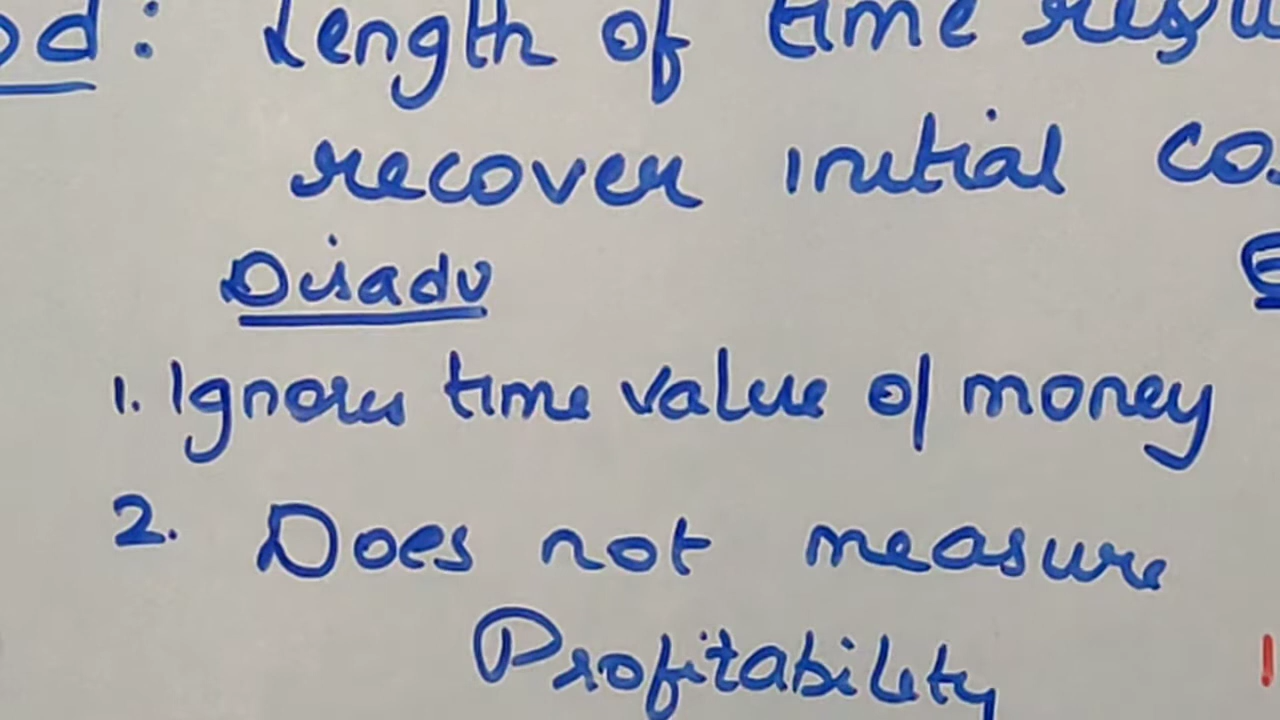 od: Length of time requ
recover initial co
Disadv
1. Ignores time value of money
2. Does not measure
Profitability